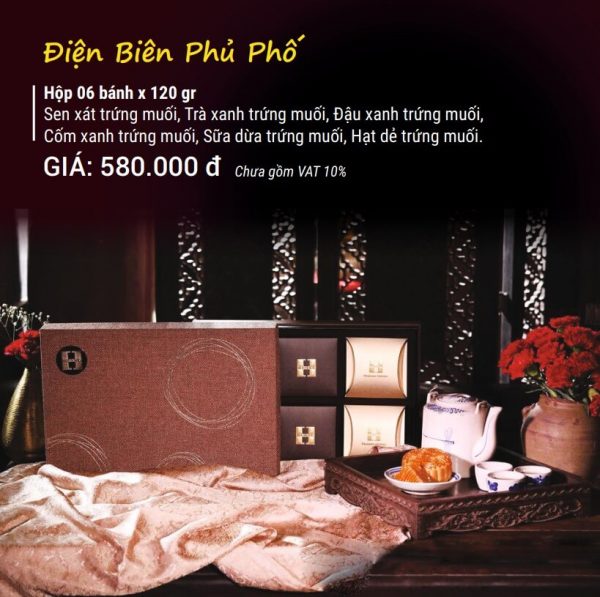 Điện Biên Phủ Phố
Hộp 06 bánh x 120 gr
Sen xát trứng muối, Trà xanh trứng muối, Đậu xanh trứng muối,
Cốm xanh trứng muối, Sữa dừa trứng muối, Hạt dẻ trứng muối.
GIÁ: 580.000 đ Chưa gồm VAT 10%
H